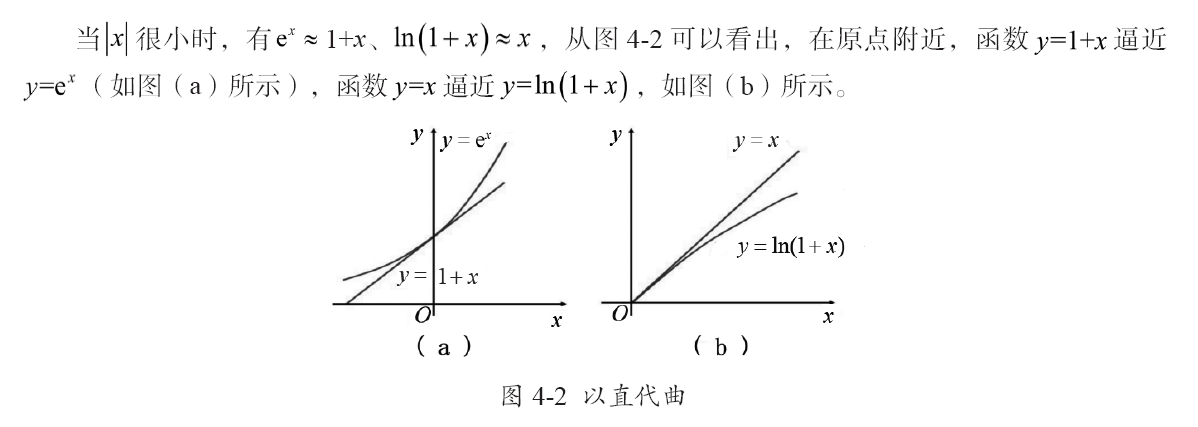 当|x|很小时，有eˣ≈1+x、ln(1+x)≈x，从图 4-2 可以看出，在原点附近，函数 y=1+x 逼近
y=eˣ（如图（a）所示），函数 y=x 逼近 y=ln(1+x)，如图（b）所示。
y y = eˣ
y = 1+x
O x
（a）
y y = x
y = ln(1+x)
O x
（b）
图 4-2 以直代曲